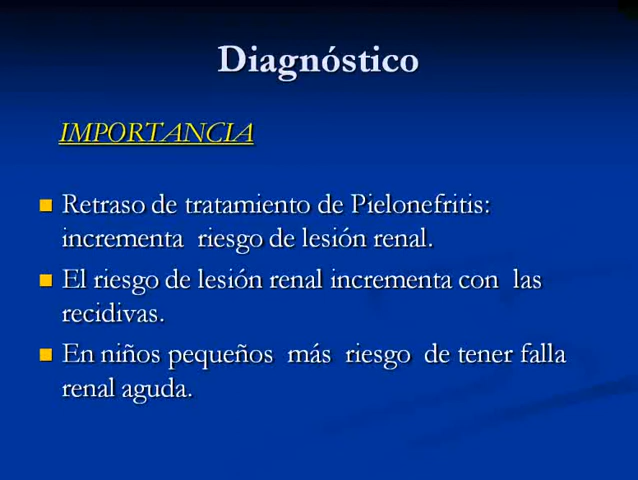 Diagnóstico
IMPORTANCIA
Retraso de tratamiento de Pielonefritis:
incrementa riesgo de lesión renal.
El riesgo de lesión renal incrementa con las
recidivas.
En niños pequeños más riesgo de tener falla
renal aguda.